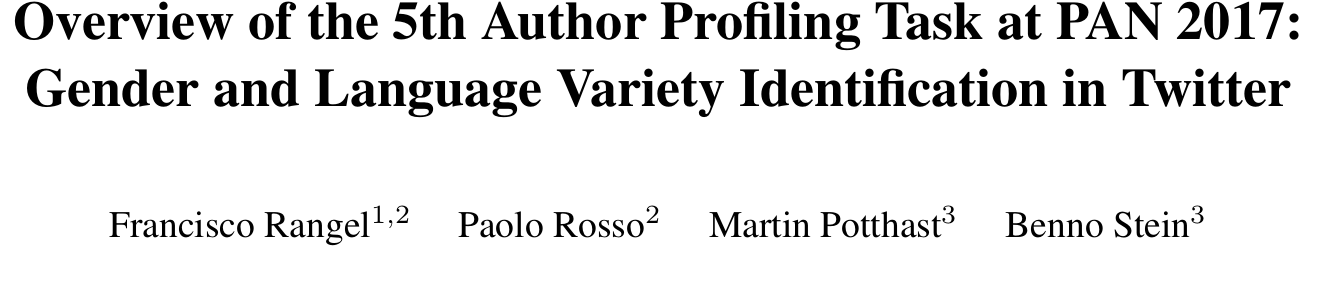 Overview of the 5th Author Profiling Task at PAN 2017:
Gender and Language Variety Identification in Twitter
Francisco Rangel1,2 Paolo Rosso2 Martin Potthast3 Benno Stein3